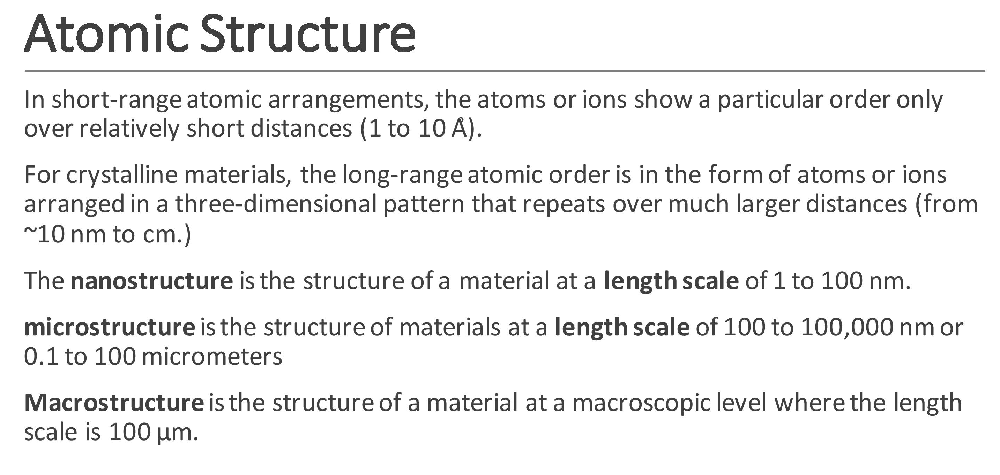 Atomic Structure
In short-range atomic arrangements, the atoms or ions show a particular order only
over relatively short distances (1 to 10 Å).
For crystalline materials, the long-range atomic order is in the form of atoms or ions
arranged in a three-dimensional pattern that repeats over much larger distances (from
~10 nm to cm.)
The nanostructure is the structure of a material at a length scale of 1 to 100 nm.
microstructure is the structure of materials at a length scale of 100 to 100,000 nm or
0.1 to 100 micrometers
Macrostructure is the structure of a material at a macroscopic level where the length
scale is 100 μm.